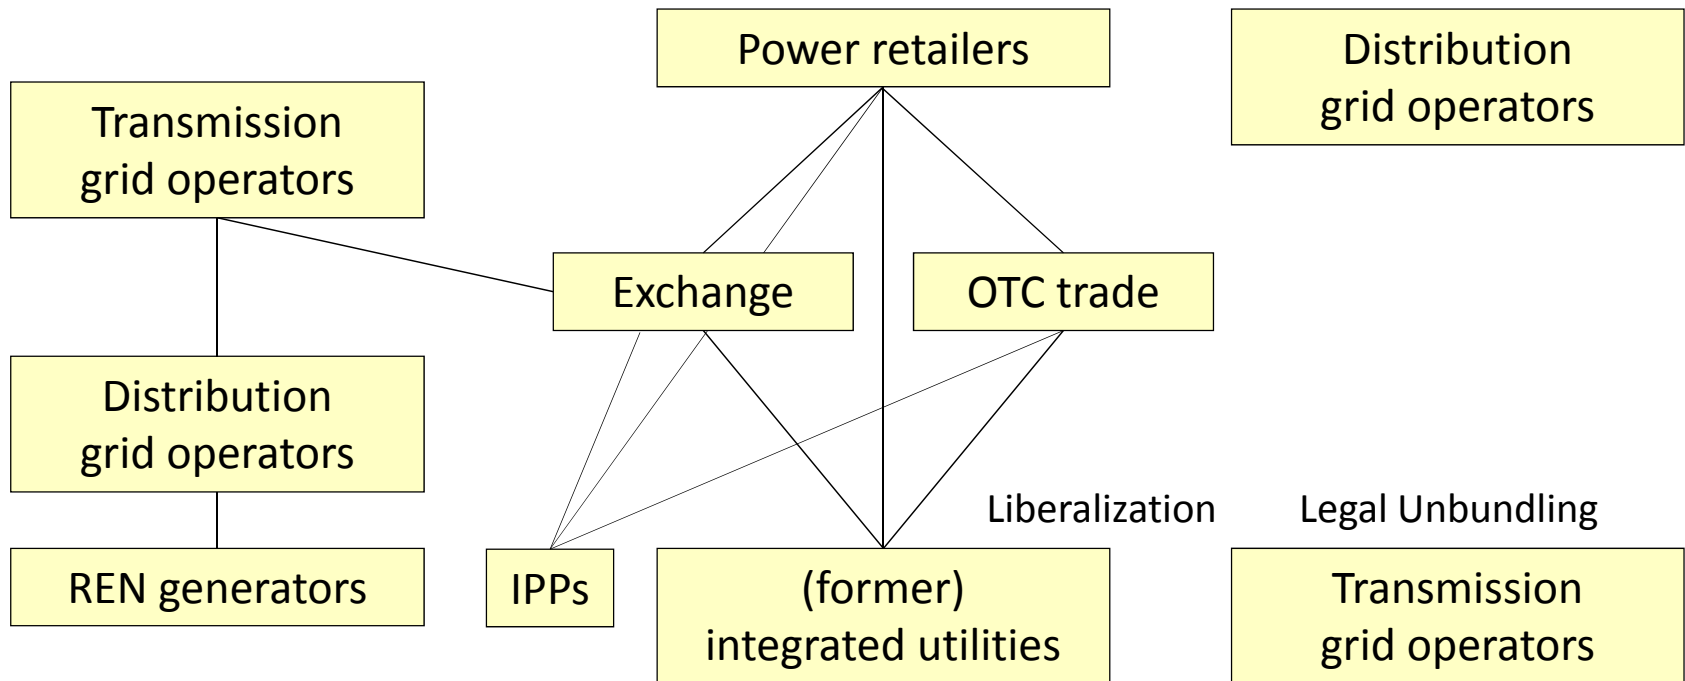 Power retailers
Distribution
grid operators
Transmission
grid operators
Exchange
OTC trade
Distribution
grid operators
Liberalization
Legal Unbundling
REN generators
IPPs
(former)
integrated utilities
Transmission
grid operators